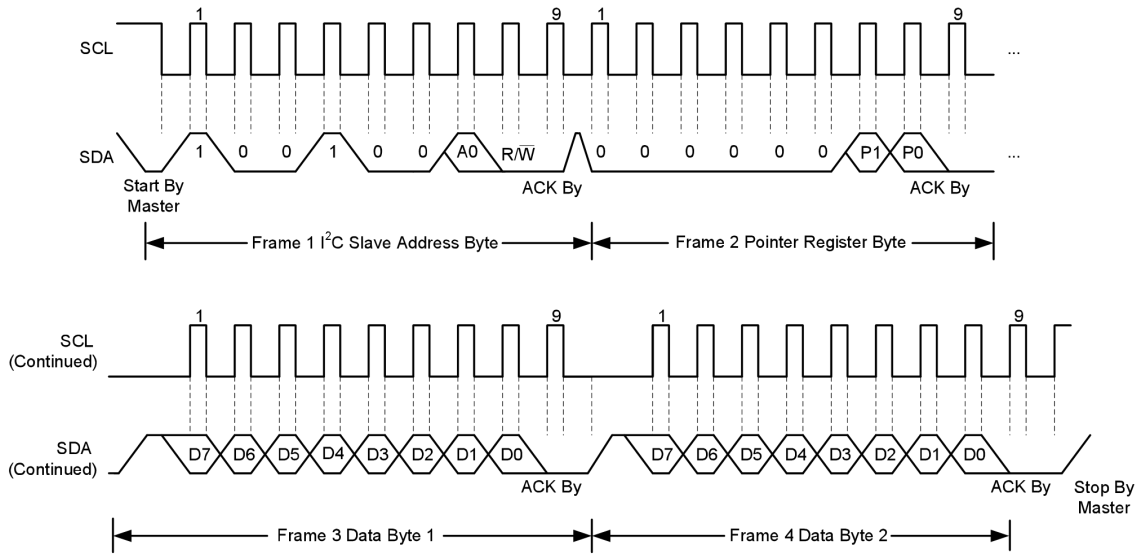 1 9 1 9
SCL ...
SDA 1 0 0 1 0 0 A0 R/W̅ 0 0 0 0 0 0 P1 P0 ...
Start By
Master
ACK By ACK By
Frame 1 I²C Slave Address Byte Frame 2 Pointer Register Byte
1 9 1 9
SCL
(Continued)
SDA
(Continued)
D7 D6 D5 D4 D3 D2 D1 D0 D7 D6 D5 D4 D3 D2 D1 D0
ACK By ACK By
Stop By
Master
Frame 3 Data Byte 1 Frame 4 Data Byte 2